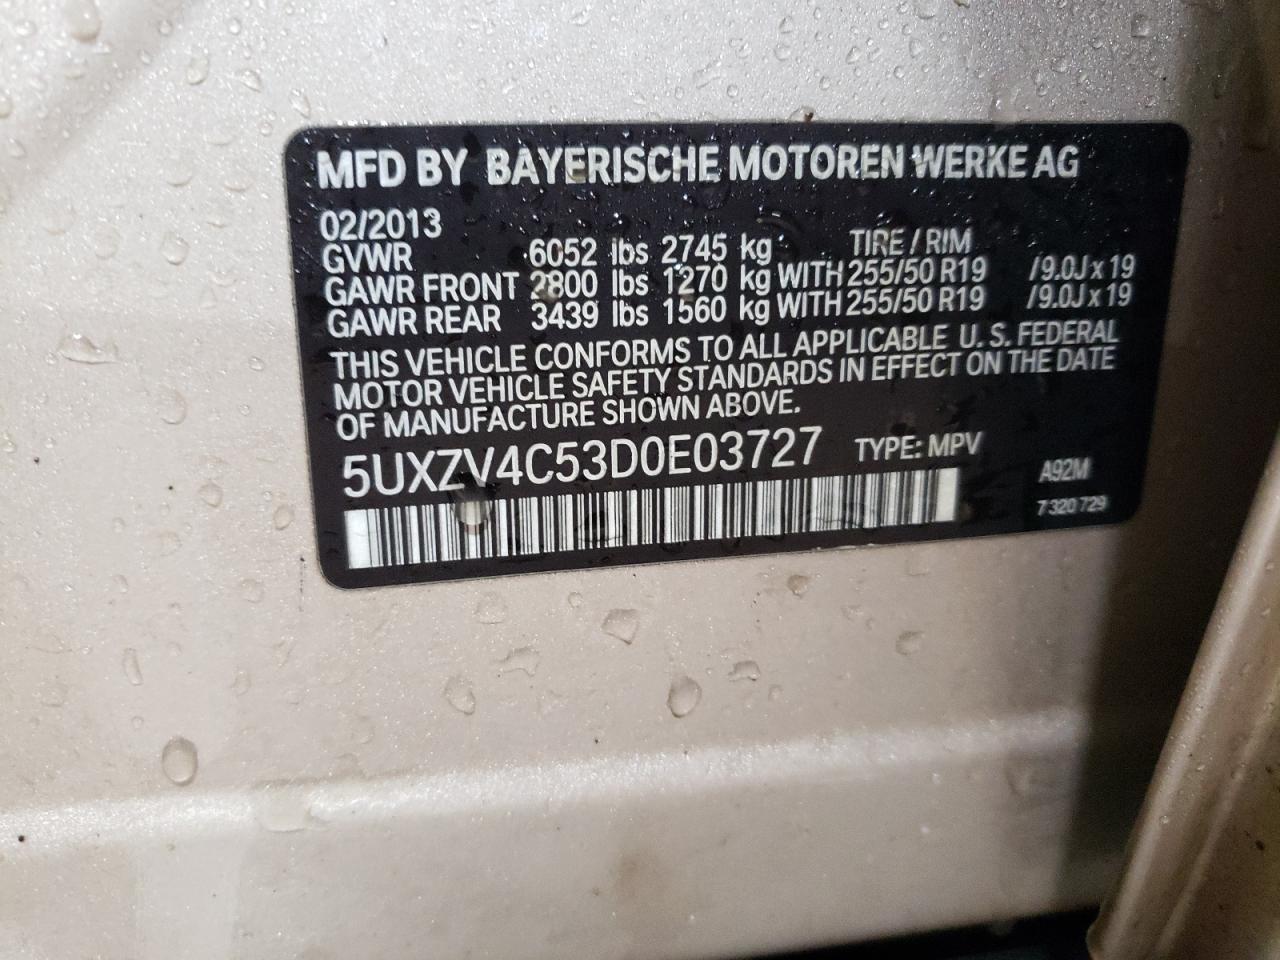 MFD BY BAYERISCHE MOTOREN WERKE AG
02/2013 TIRE / RIM
GVWR 6052 lbs 2745 kg
GAWR FRONT 2800 lbs 1270 kg WITH 255/50 R19 /9.0J x 19
GAWR REAR 3439 lbs 1560 kg WITH 255/50 R19 /9.0J x 19
THIS VEHICLE CONFORMS TO ALL APPLICABLE U.S. FEDERAL
MOTOR VEHICLE SAFETY STANDARDS IN EFFECT ON THE DATE
OF MANUFACTURE SHOWN ABOVE.
5UXZV4C53D0E03727 TYPE: MPV
A92M
7 320 729